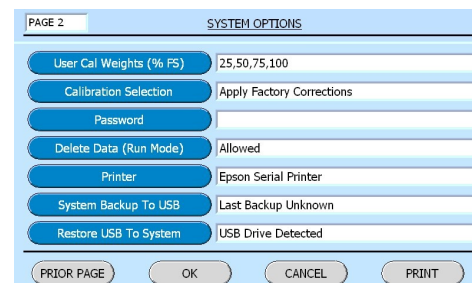 PAGE 2 SYSTEM OPTIONS
User Cal Weights (% FS) 25,50,75,100
Calibration Selection Apply Factory Corrections
Password
Delete Data (Run Mode) Allowed
Printer Epson Serial Printer
System Backup To USB Last Backup Unknown
Restore USB To System USB Drive Detected
PRIOR PAGE OK CANCEL PRINT